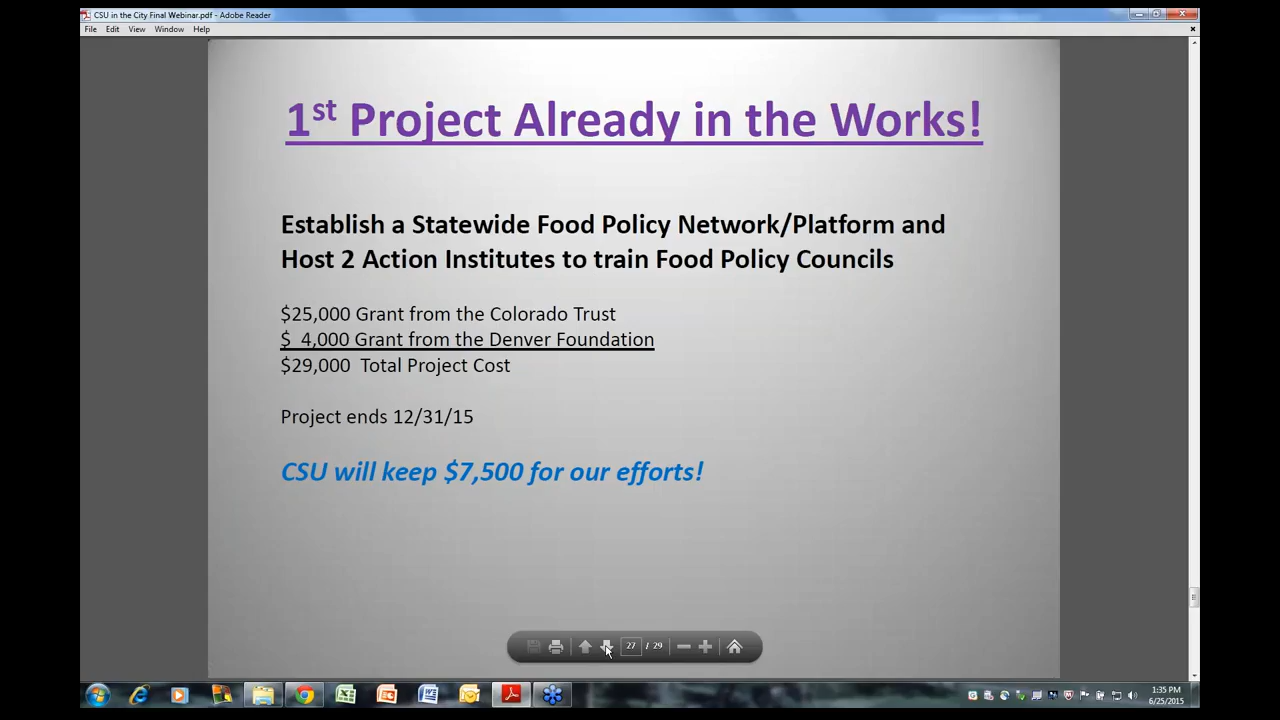 CSU in the City Final Webinar.pdf - Adobe Reader
File Edit View Window Help
1st Project Already in the Works!
Establish a Statewide Food Policy Network/Platform and
Host 2 Action Institutes to train Food Policy Councils
$25,000 Grant from the Colorado Trust
$ 4,000 Grant from the Denver Foundation
$29,000 Total Project Cost
Project ends 12/31/15
CSU will keep $7,500 for our efforts!
27 / 29
1:35 PM
6/25/2015